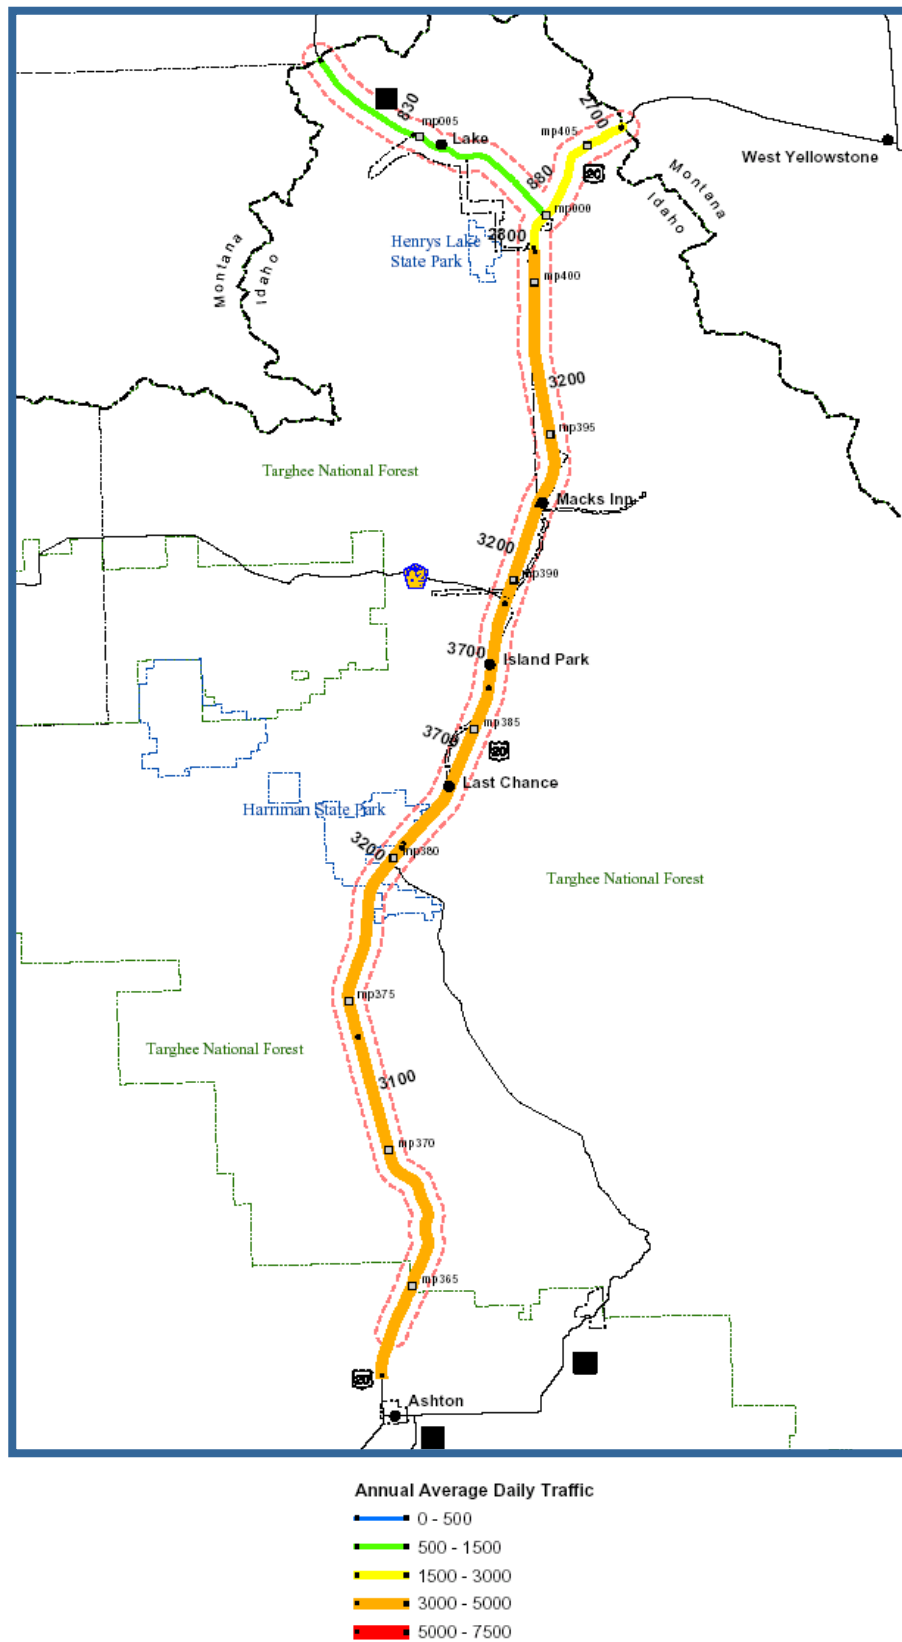 830
mp005
Lake
2700
mp405
20
West Yellowstone
Montana
Idaho
880
mp000
2800
Henrys Lake
State Park
Montana
Idaho
mp400
3200
mp395
Targhee National Forest
Macks Inn
3200
mp390
A2
3700
Island Park
3700
mp385
20
Last Chance
Harriman State Park
3200
mp380
Targhee National Forest
mp375
Targhee National Forest
3100
mp370
mp365
20
Ashton
Annual Average Daily Traffic
0 - 500
500 - 1500
1500 - 3000
3000 - 5000
5000 - 7500